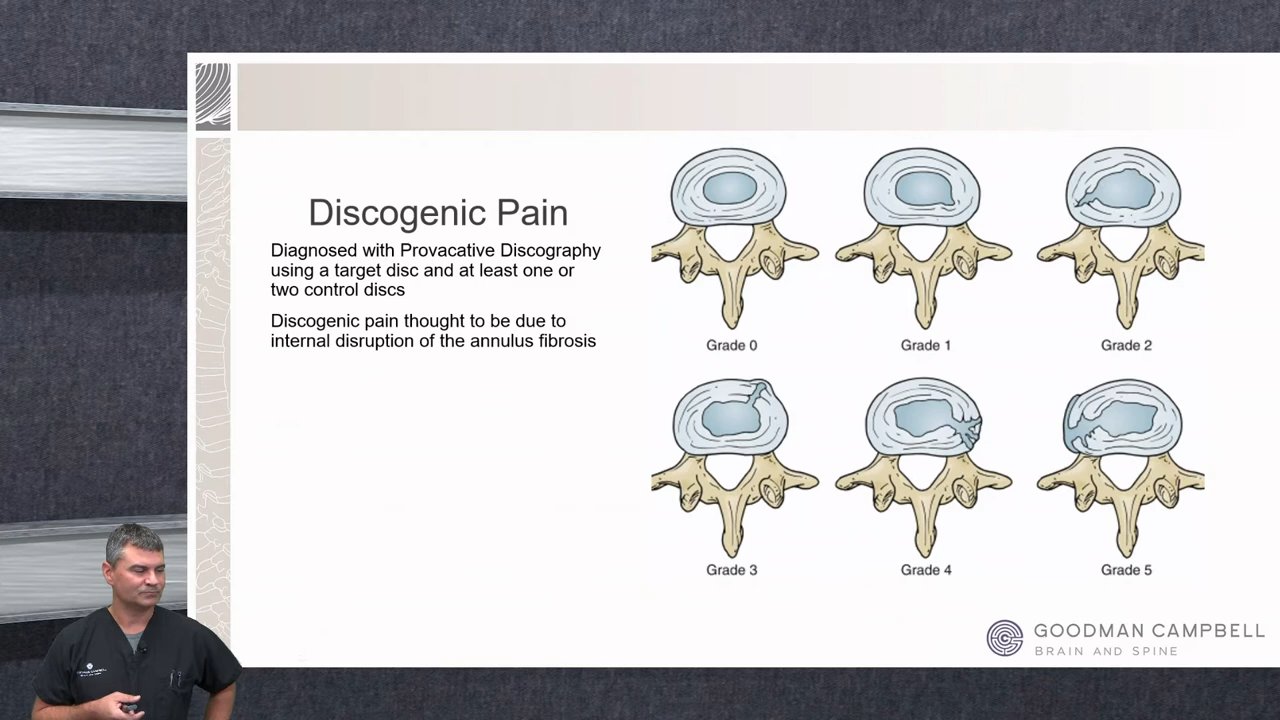 Discogenic Pain
Diagnosed with Provacative Discography
using a target disc and at least one or
two control discs
Discogenic pain thought to be due to
internal disruption of the annulus fibrosis
Grade 0
Grade 1
Grade 2
Grade 3
Grade 4
Grade 5
GOODMAN CAMPBELL
BRAIN AND SPINE